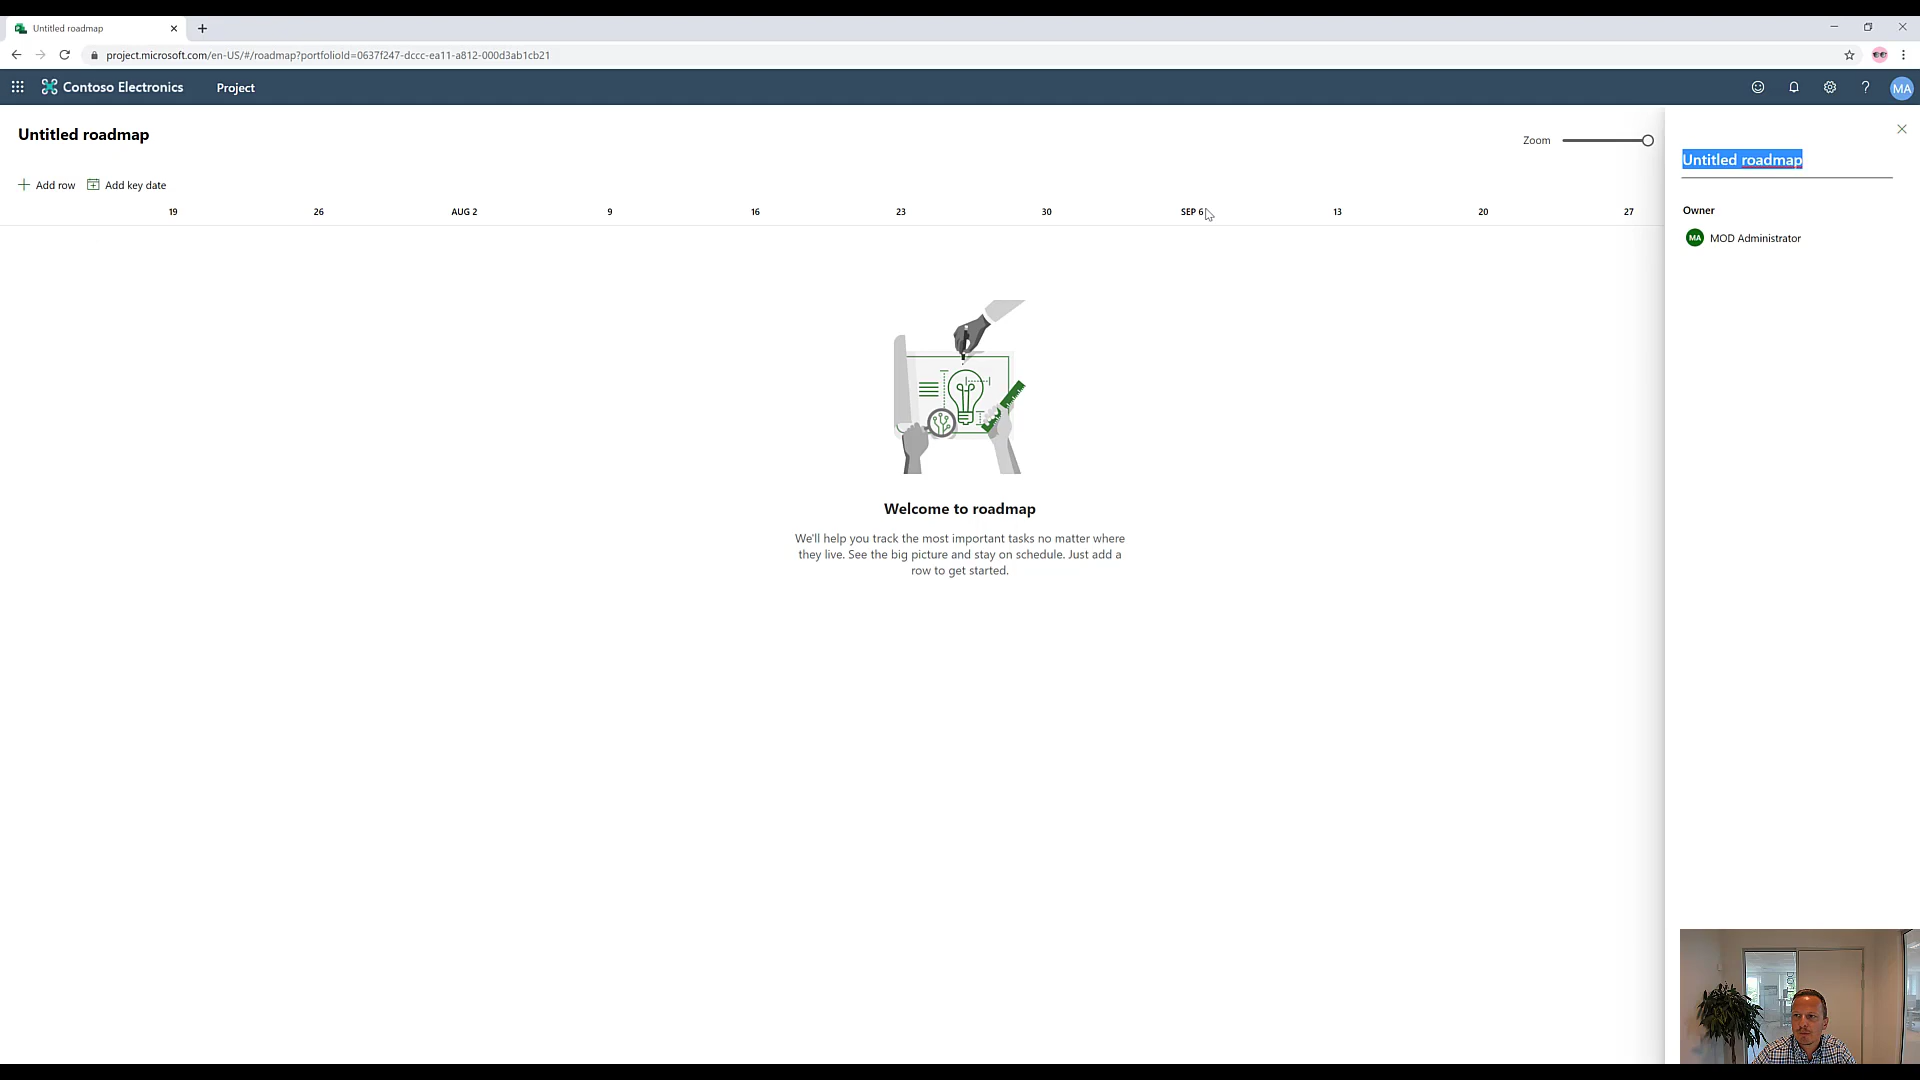 Untitled roadmap
project.microsoft.com/en-US/#/roadmap?portfolioId=0637f247-dccc-ea11-a812-000d3ab1cb21
Contoso Electronics
Project
?
MA
Untitled roadmap
Zoom
Untitled roadmap
Add row
Add key date
19
26
AUG 2
9
16
23
30
SEP 6
13
20
27
Owner
MA
MOD Administrator
Welcome to roadmap
We'll help you track the most important tasks no matter where
they live. See the big picture and stay on schedule. Just add a
row to get started.